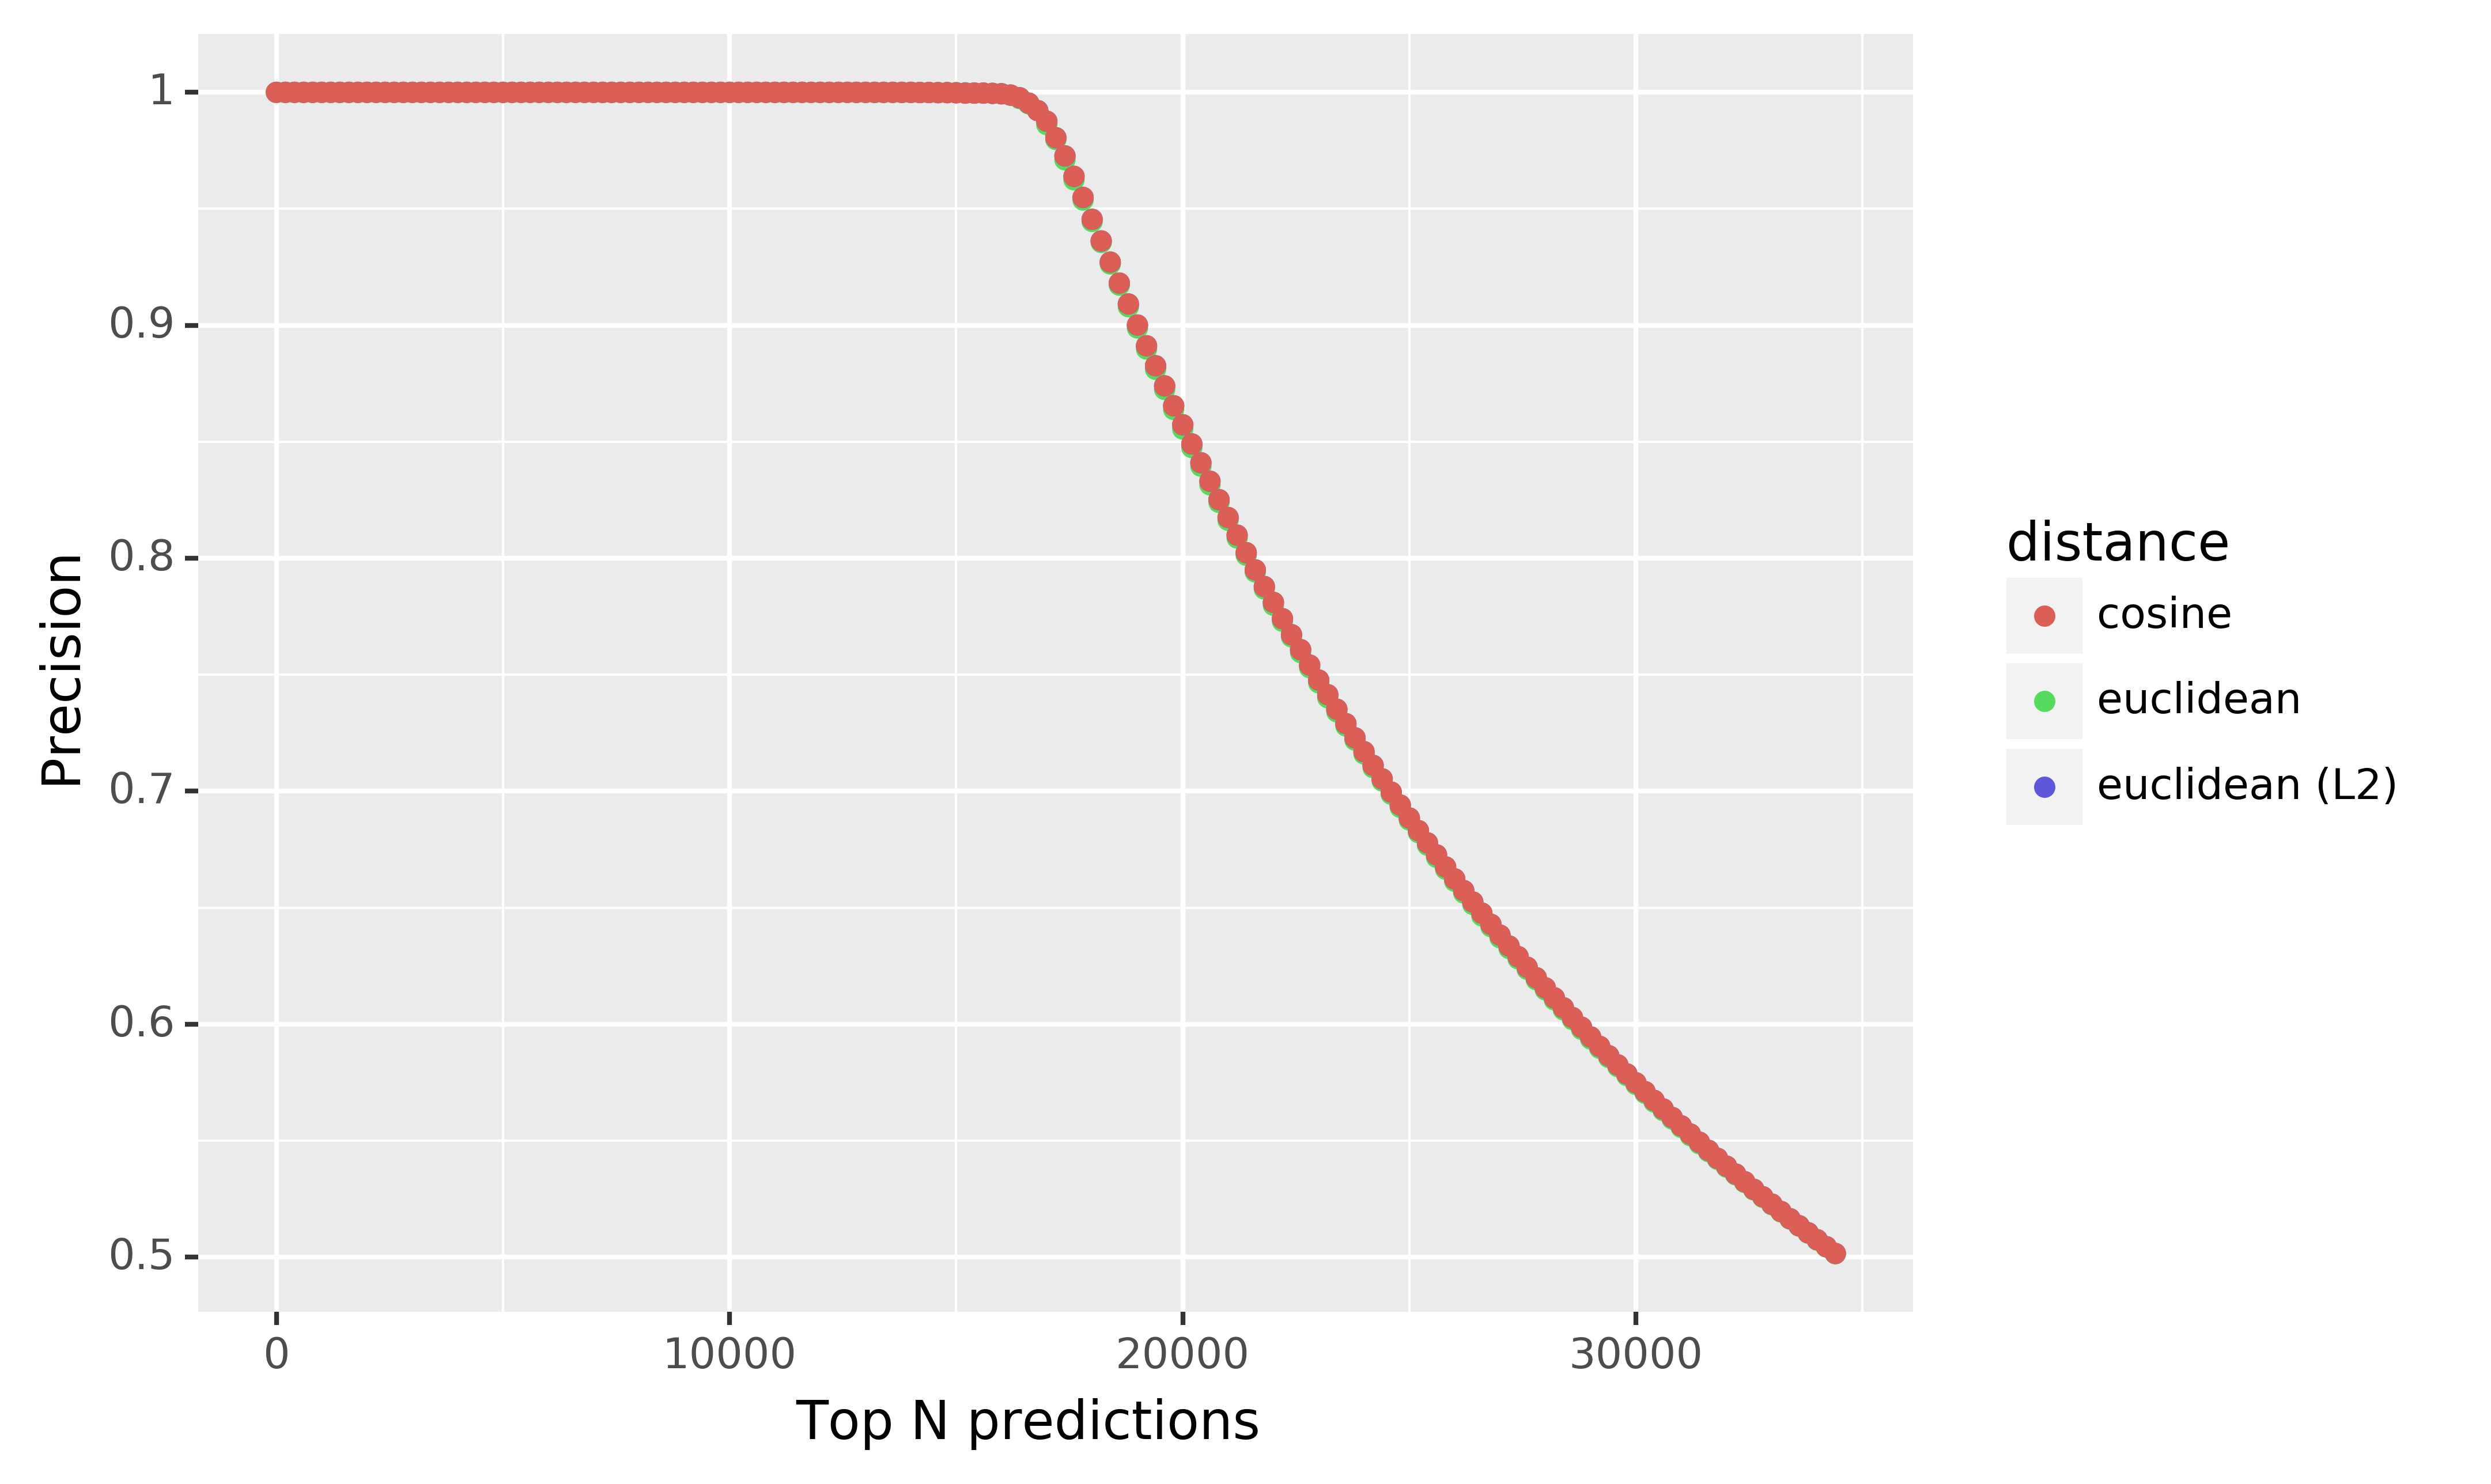 1
0.9
0.8
0.7
0.6
0.5
Precision
0
10000
20000
30000
Top N predictions
distance
cosine
euclidean
euclidean (L2)